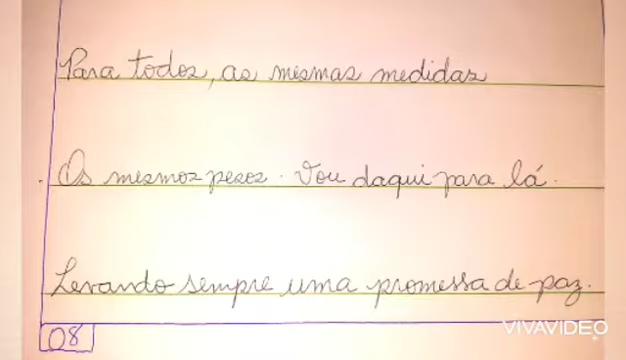 Para todos, as mesmas medidas
Os mesmos pesos. Vou daqui para lá.
Levando sempre uma promessa de paz.
08
VIVAVIDEO